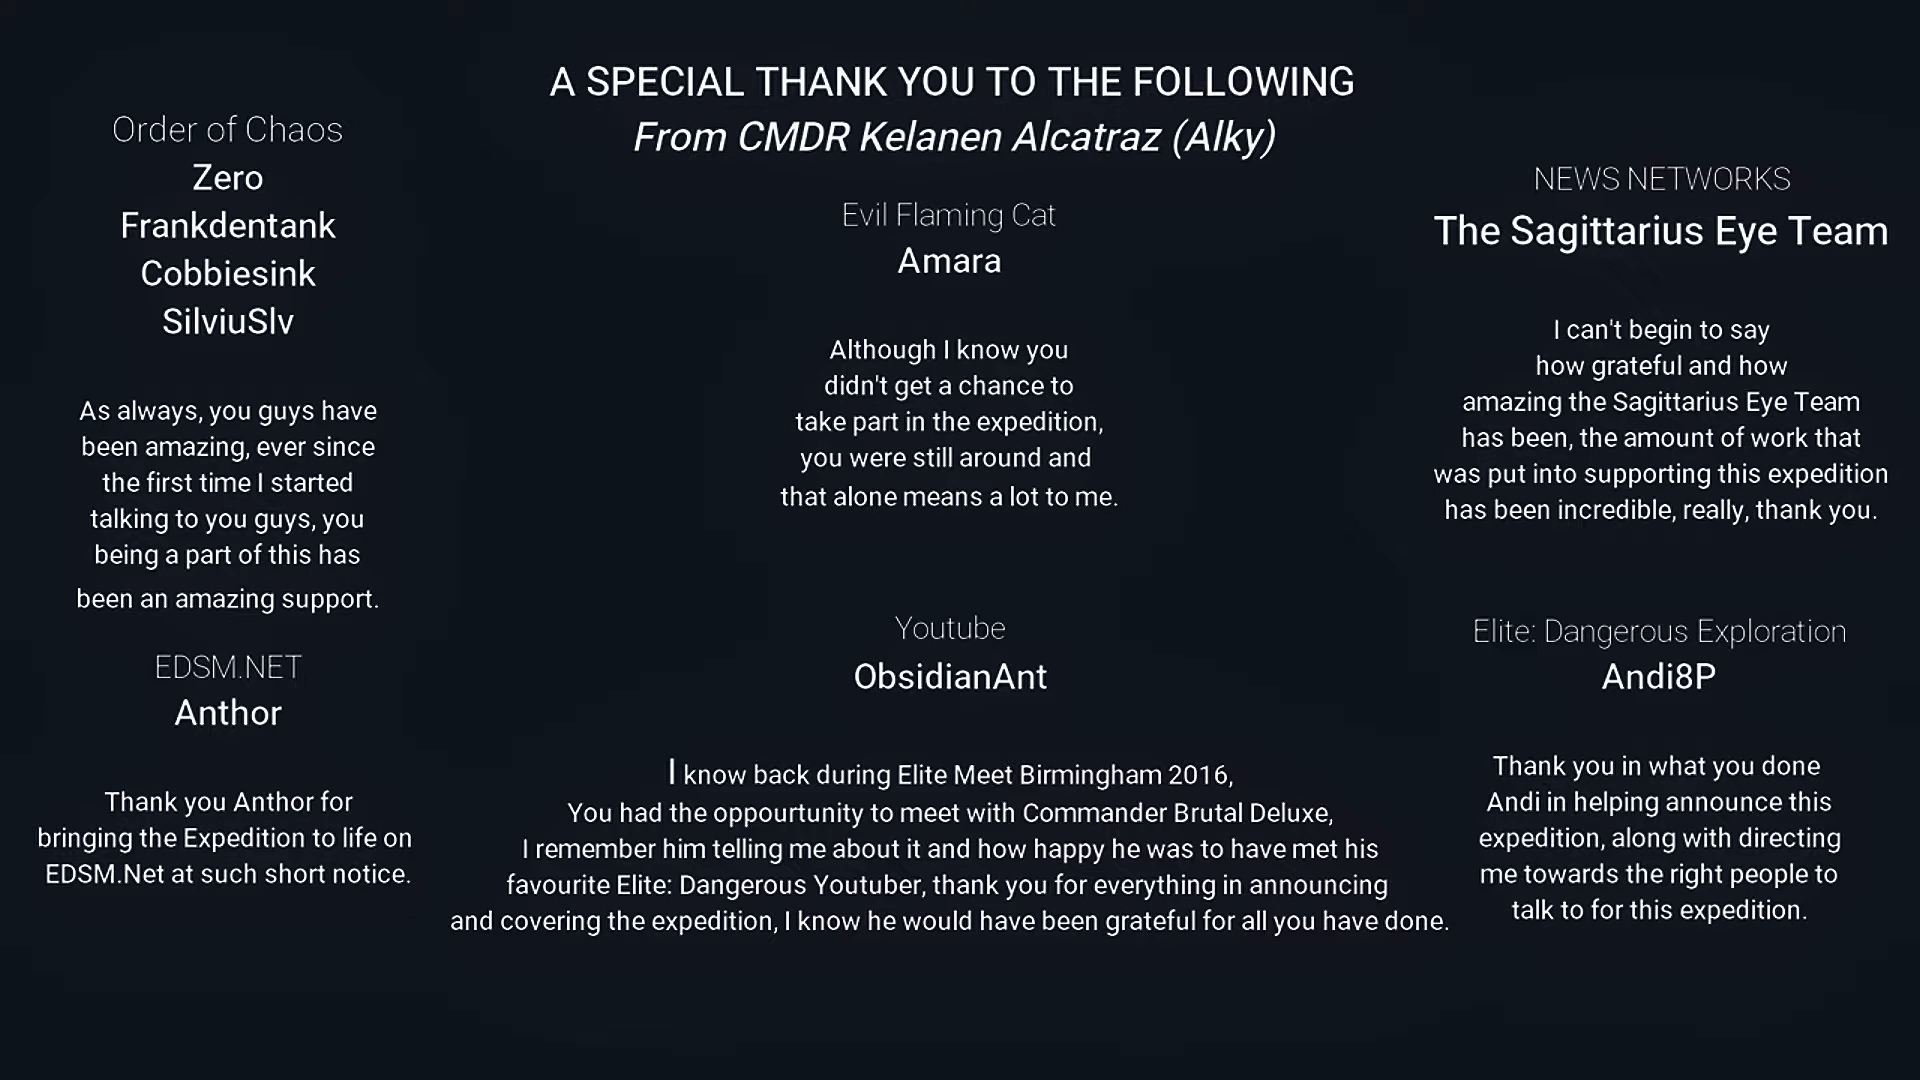 A SPECIAL THANK YOU TO THE FOLLOWING
From CMDR Kelanen Alcatraz (Alky)
Order of Chaos
Zero
Frankdentank
Cobbiesink
SilviuSlv
As always, you guys have
been amazing, ever since
the first time I started
talking to you guys, you
being a part of this has
been an amazing support.
EDSM.NET
Anthor
Thank you Anthor for
bringing the Expedition to life on
EDSM.Net at such short notice.
Evil Flaming Cat
Amara
Although I know you
didn't get a chance to
take part in the expedition,
you were still around and
that alone means a lot to me.
Youtube
ObsidianAnt
I know back during Elite Meet Birmingham 2016,
You had the oppourtunity to meet with Commander Brutal Deluxe,
I remember him telling me about it and how happy he was to have met his
favourite Elite: Dangerous Youtuber, thank you for everything in announcing
and covering the expedition, I know he would have been grateful for all you have done.
NEWS NETWORKS
The Sagittarius Eye Team
I can't begin to say
how grateful and how
amazing the Sagittarius Eye Team
has been, the amount of work that
was put into supporting this expedition
has been incredible, really, thank you.
Elite: Dangerous Exploration
Andi8P
Thank you in what you done
Andi in helping announce this
expedition, along with directing
me towards the right people to
talk to for this expedition.